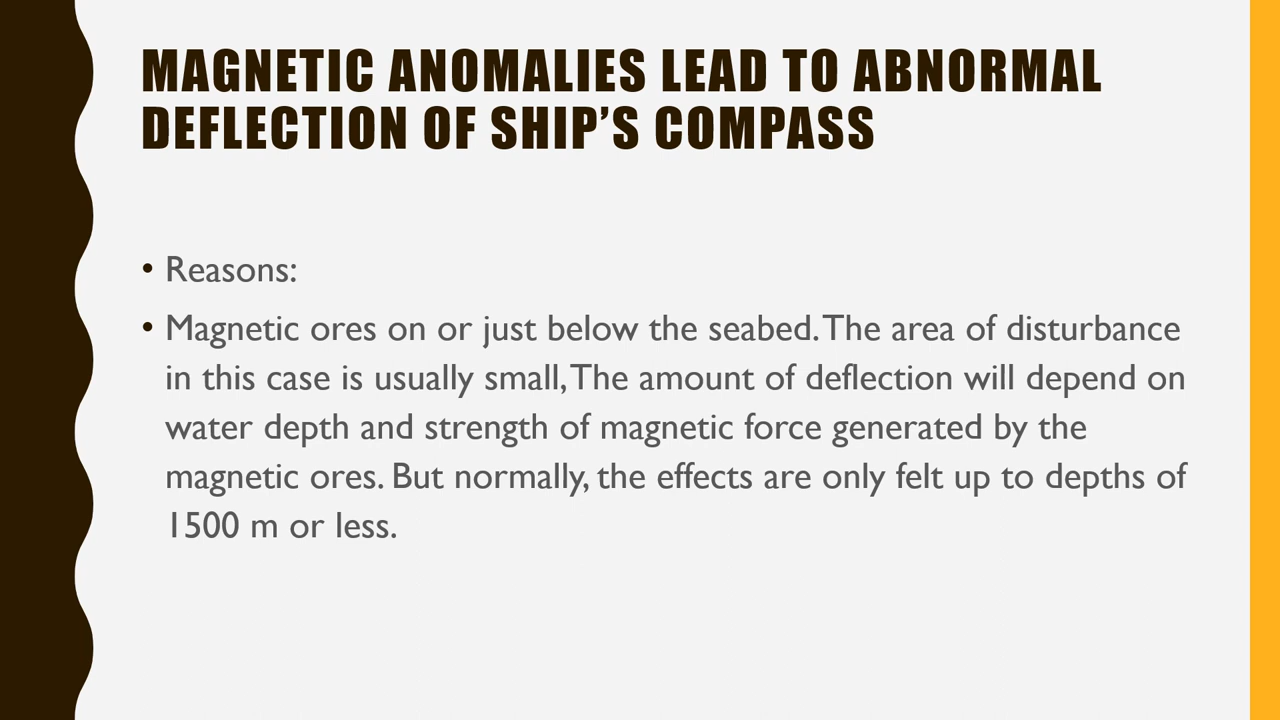 MAGNETIC ANOMALIES LEAD TO ABNORMAL
DEFLECTION OF SHIP’S COMPASS
• Reasons:
• Magnetic ores on or just below the seabed. The area of disturbance
in this case is usually small, The amount of deflection will depend on
water depth and strength of magnetic force generated by the
magnetic ores. But normally, the effects are only felt up to depths of
1500 m or less.